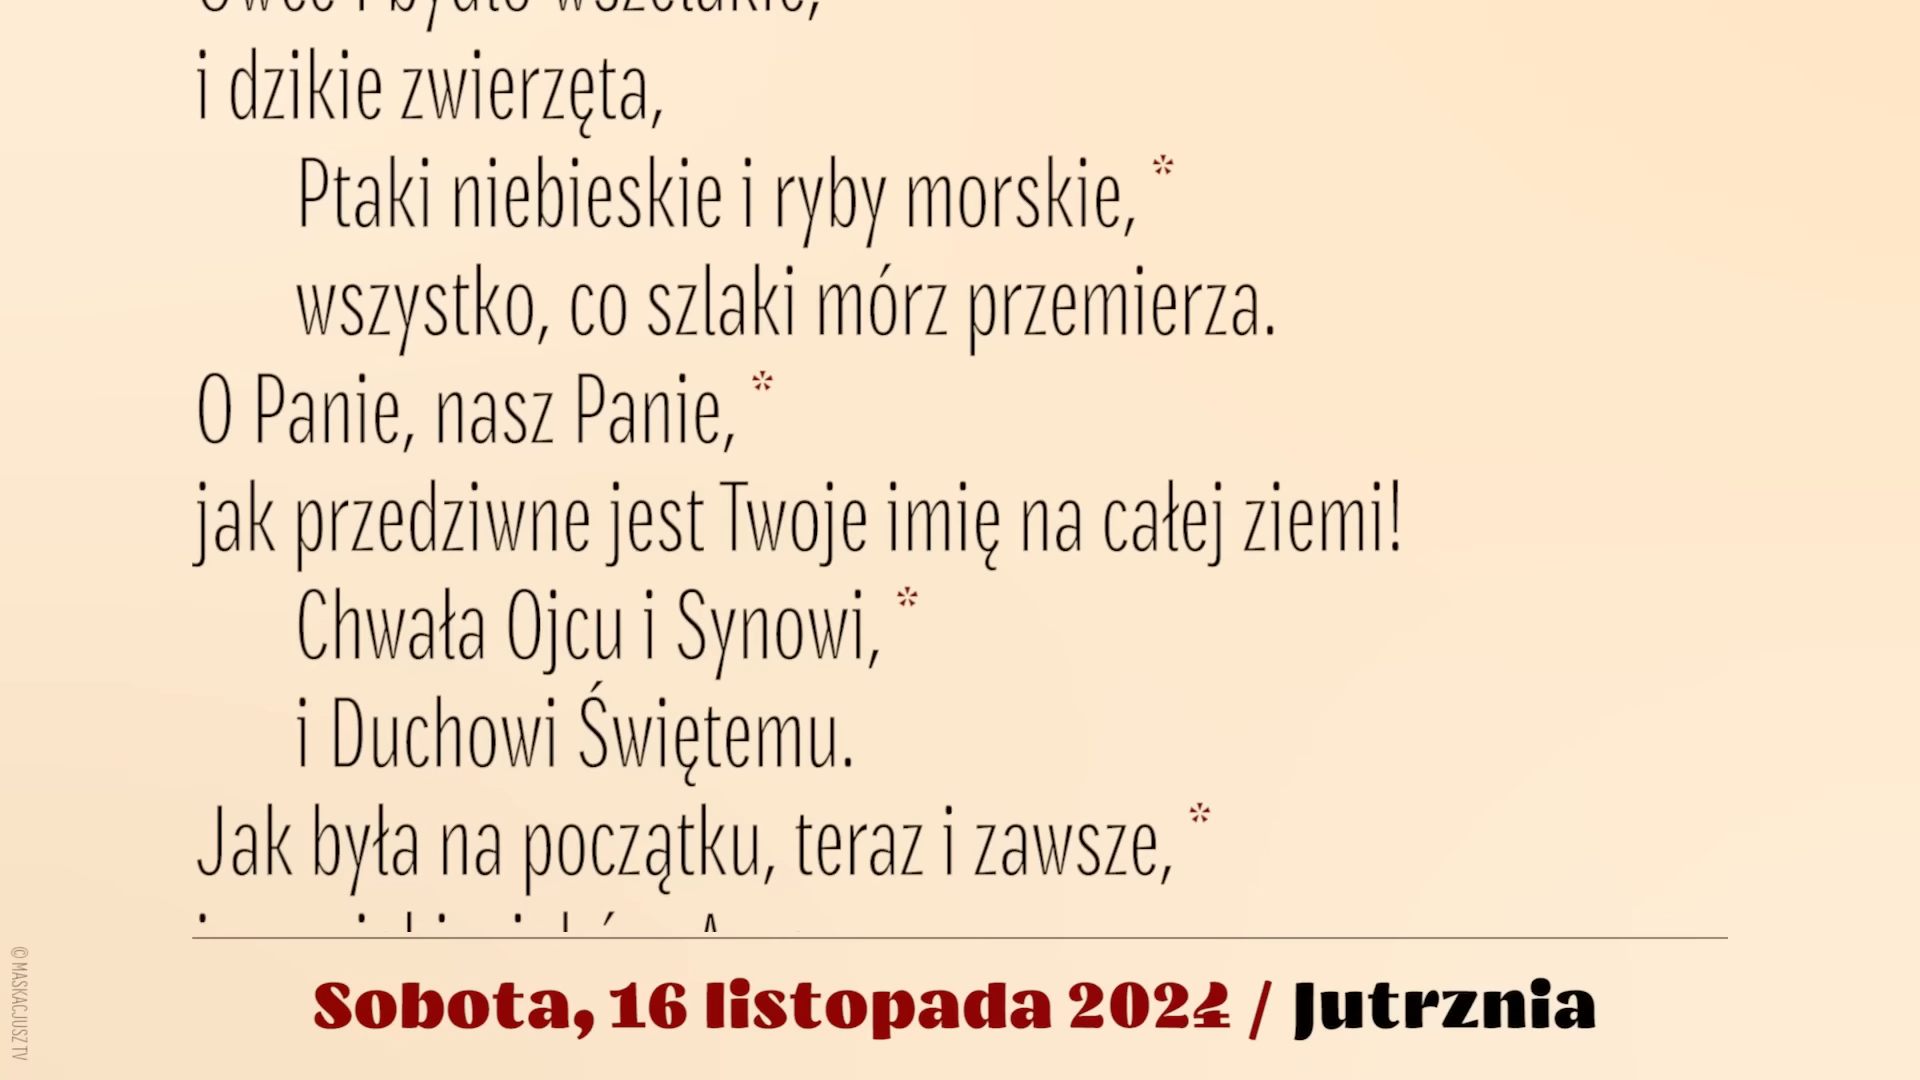 i dzikie zwierzęta,
Ptaki niebieskie i ryby morskie, *
wszystko, co szlaki mórz przemierza.
O Panie, nasz Panie, *
jak przedziwne jest Twoje imię na całej ziemi!
Chwała Ojcu i Synowi, *
i Duchowi Świętemu.
Jak była na początku, teraz i zawsze, *
Sobota, 16 listopada 2024 / Jutrznia
© MASKACJUSZ TV